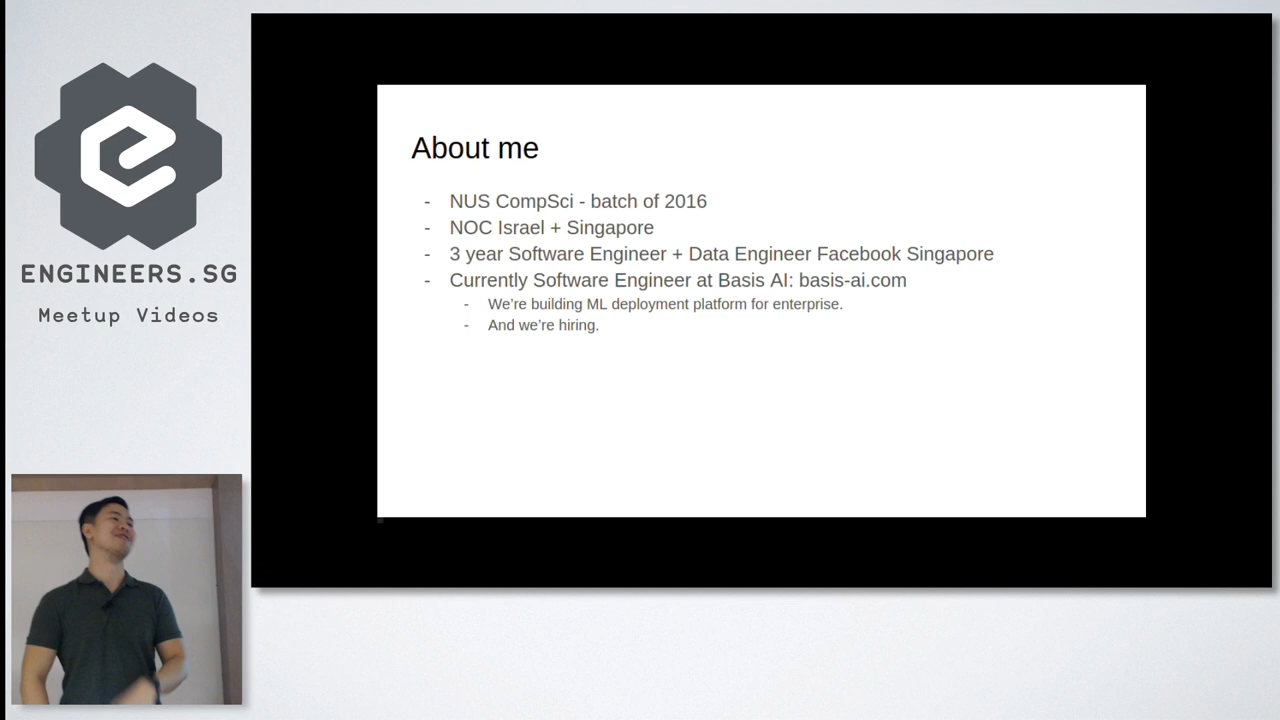 ENGINEERS.SG
Meetup Videos
About me
- NUS CompSci - batch of 2016
- NOC Israel + Singapore
- 3 year Software Engineer + Data Engineer Facebook Singapore
- Currently Software Engineer at Basis AI: basis-ai.com
- We’re building ML deployment platform for enterprise.
- And we’re hiring.